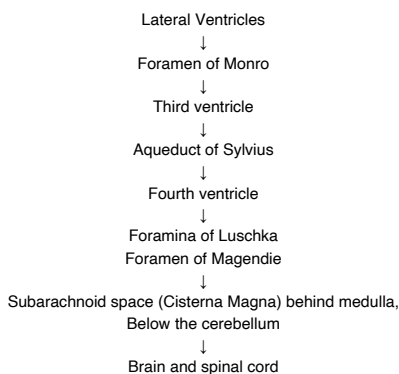 Lateral Ventricles
↓
Foramen of Monro
↓
Third ventricle
↓
Aqueduct of Sylvius
↓
Fourth ventricle
↓
Foramina of Luschka
Foramen of Magendie
↓
Subarachnoid space (Cisterna Magna) behind medulla,
Below the cerebellum
↓
Brain and spinal cord